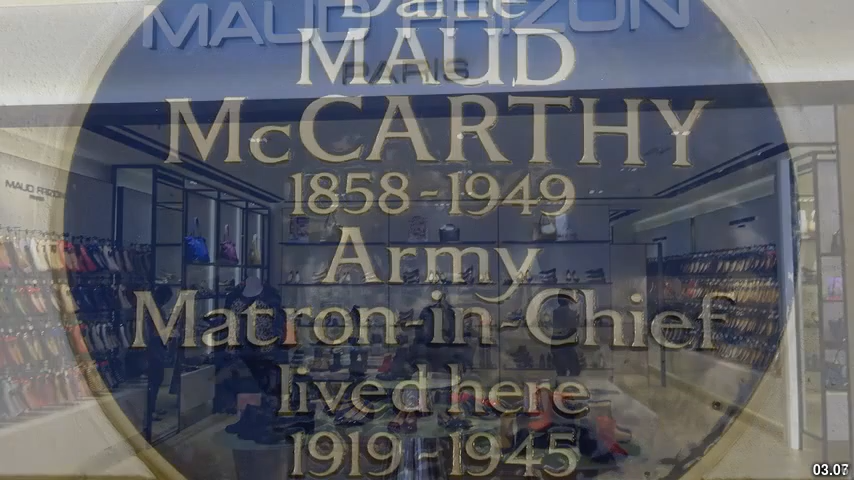 MAUD FRIZON
PARIS
Dame
MAUD
McCARTHY
1858-1949
Army
Matron-in-Chief
lived here
1919-1945
MAUD FRIZON
PARIS
03.07